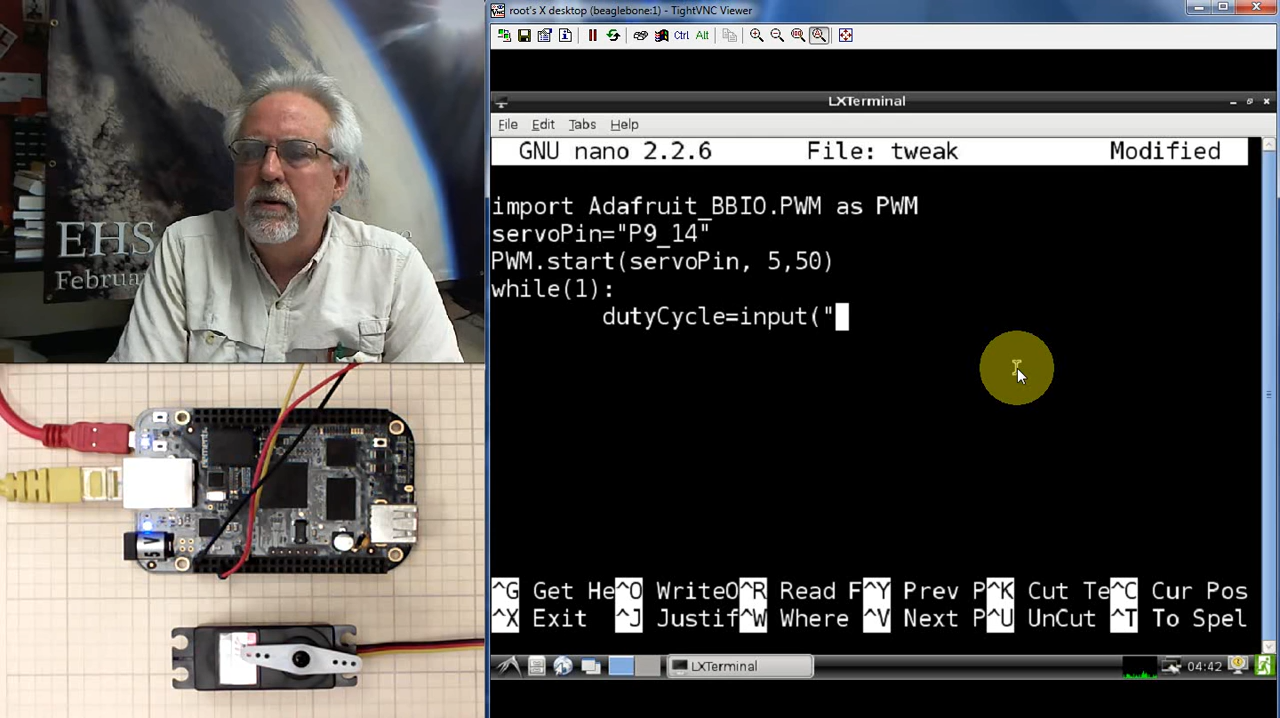 root's X desktop (beaglebone:1) - TightVNC Viewer
Ctrl Alt
LXTerminal
File Edit Tabs Help
GNU nano 2.2.6 File: tweak Modified
import Adafruit_BBIO.PWM as PWM
servoPin="P9_14"
PWM.start(servoPin, 5,50)
while(1):
dutyCycle=input("
^G Get He^O WriteO^R Read F^Y Prev P^K Cut Te^C Cur Pos
^X Exit ^J Justif^W Where ^V Next P^U UnCut ^T To Spel
LXTerminal 04:42
EHS
Februa
5 V